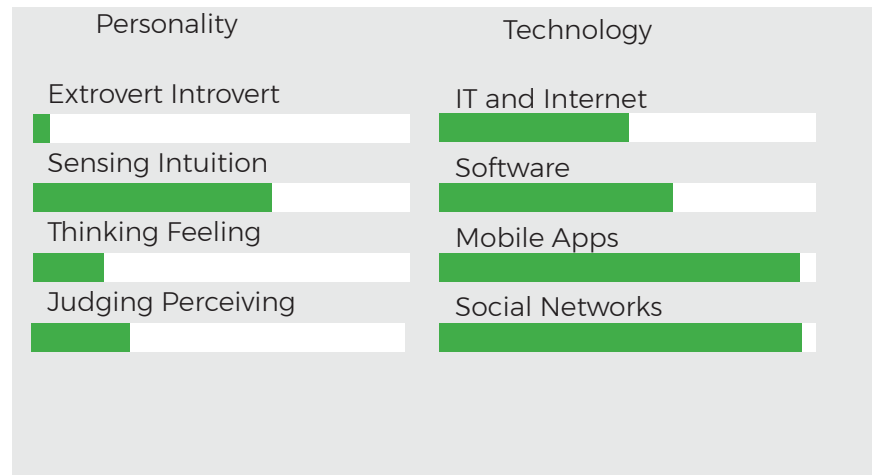 Personality
Extrovert Introvert
Sensing Intuition
Thinking Feeling
Judging Perceiving
Technology
IT and Internet
Software
Mobile Apps
Social Networks